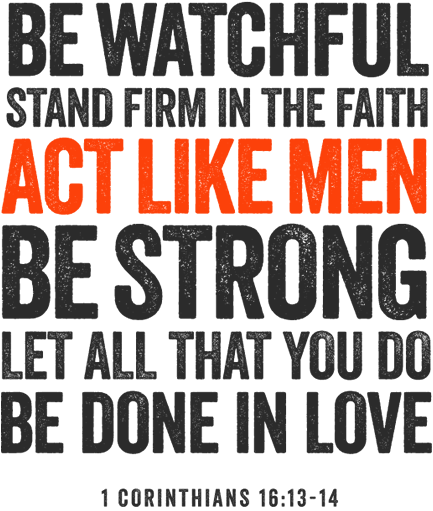 BE WATCHFUL
STAND FIRM IN THE FAITH
ACT LIKE MEN
BE STRONG
LET ALL THAT YOU DO
BE DONE IN LOVE
1 CORINTHIANS 16:13-14